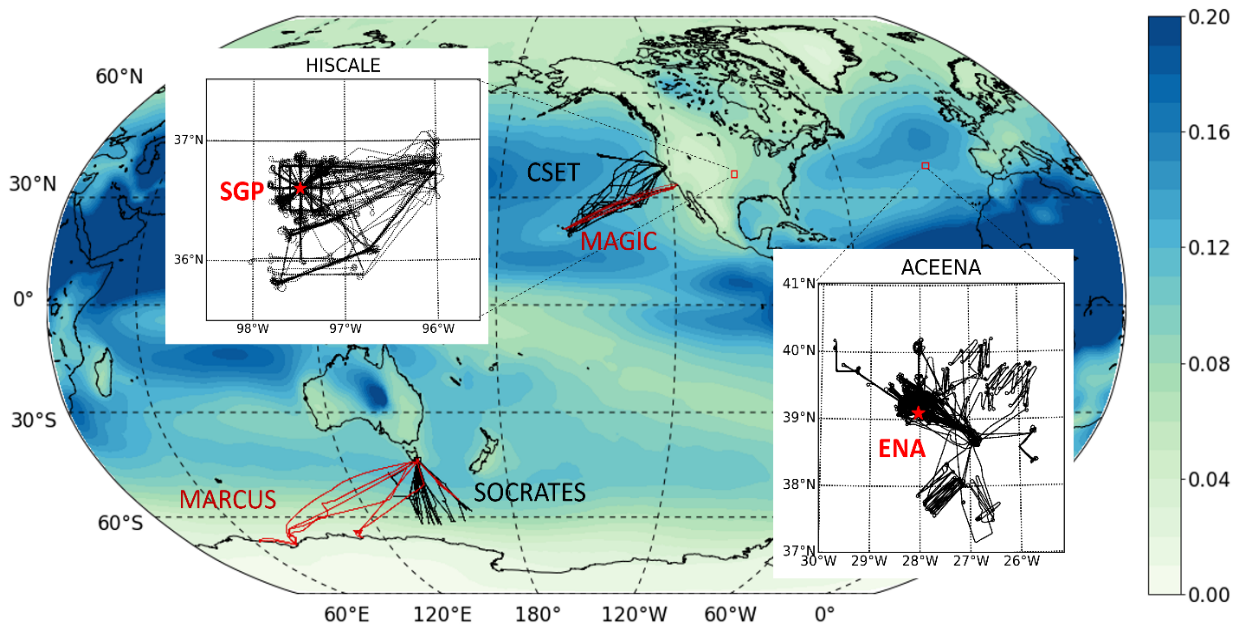 0.20
60°N
HISCALE
37°N
SGP
36°N
98°W 97°W 96°W
CSET
MAGIC
0.16
30°N
0.12
ACEENA
41°N
40°N
39°N
ENA
38°N
37°N
30°W 28°W 27°W 26°W
0°
0.08
30°S
MARCUS
SOCRATES
0.04
60°S
0.00
60°E 120°E 180° 120°W 60°W 0°